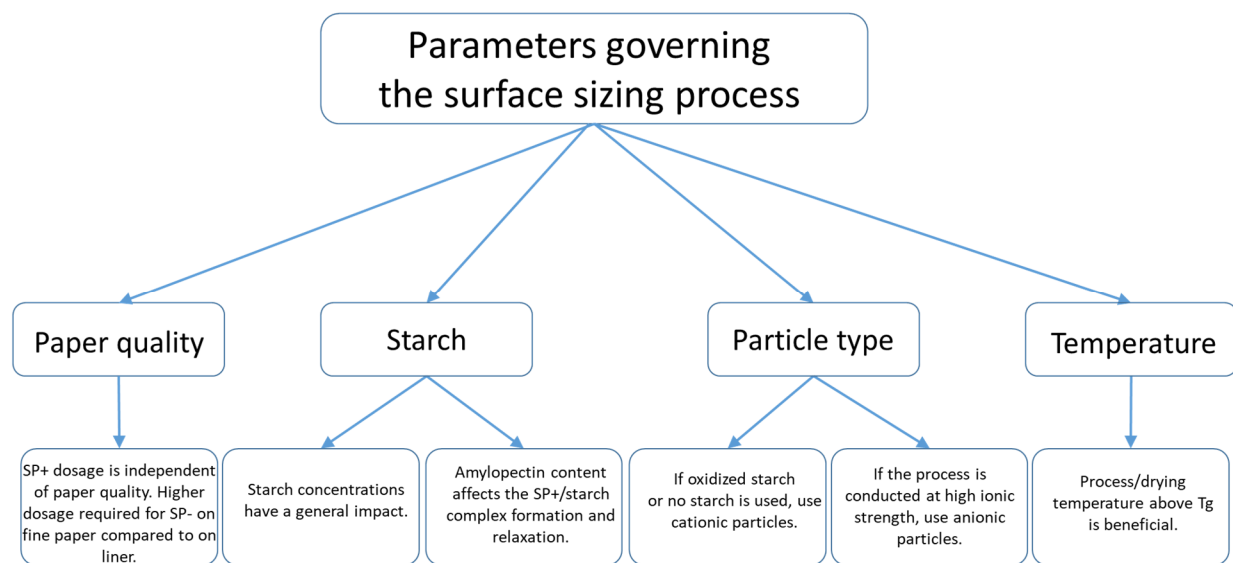 Parameters governing
the surface sizing process
Paper quality
Starch
Particle type
Temperature
SP+ dosage is independent
of paper quality. Higher
dosage required for SP- on
fine paper compared to on
liner.
Starch concentrations
have a general impact.
Amylopectin content
affects the SP+/starch
complex formation and
relaxation.
If oxidized starch
or no starch is used, use
cationic particles.
If the process is
conducted at high ionic
strength, use anionic
particles.
Process/drying
temperature above Tg
is beneficial.